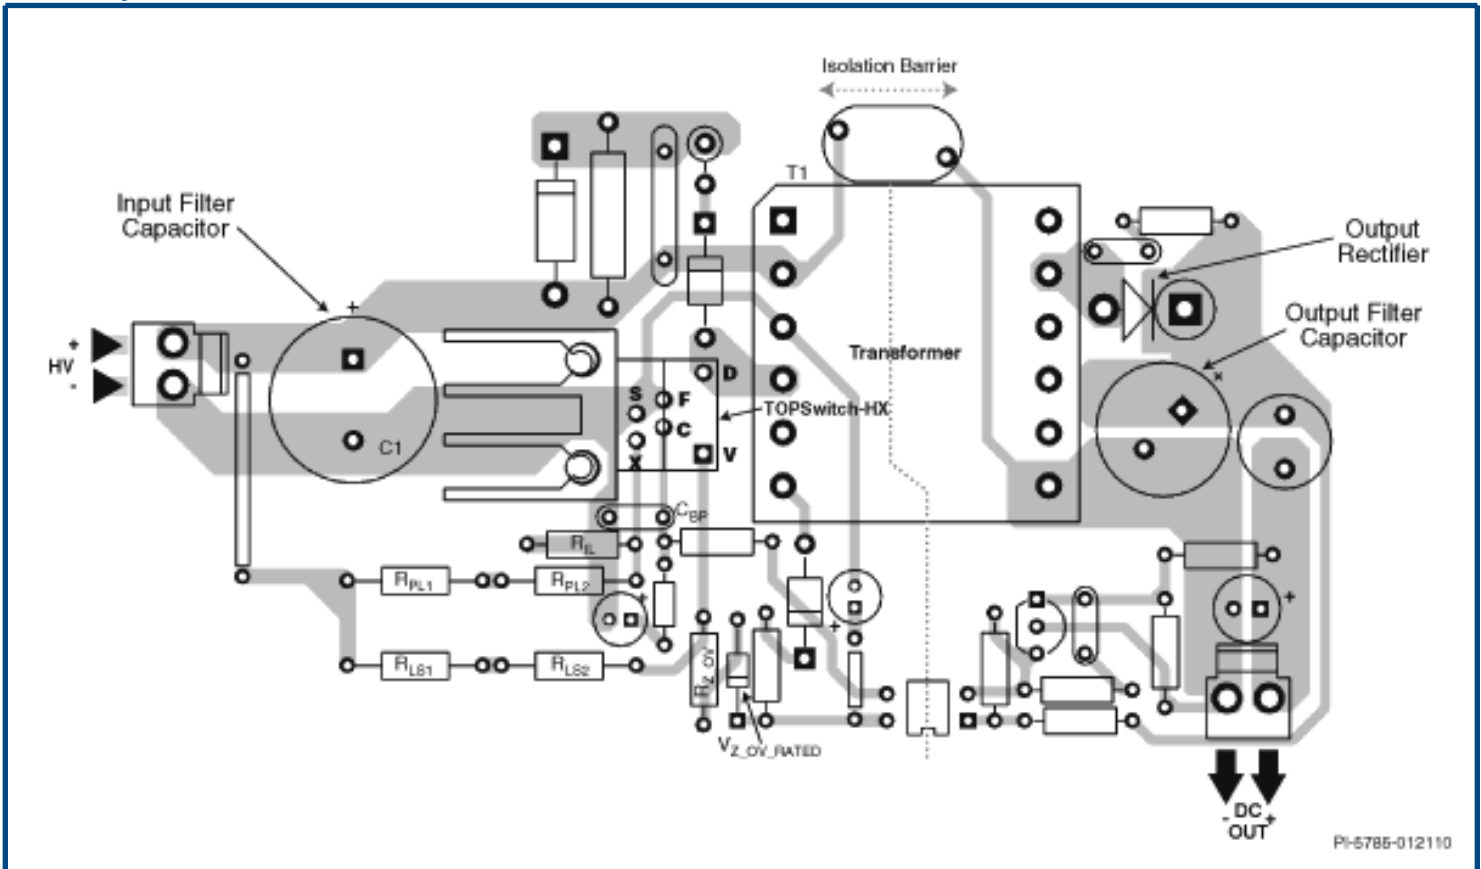 Isolation Barrier
T1
Input Filter
Capacitor
+
Output
Rectifier
Output Filter
Capacitor
+
+
HV
-
Transformer
D
S
F
TOPSwitch-HX
C
C1
X
V
CBP
RIL
RPL1
RPL2
+
+
+
RLS1
RLS2
RZ_OV
VZ_OV_RATED
- DC +
OUT
PI-5785-012110